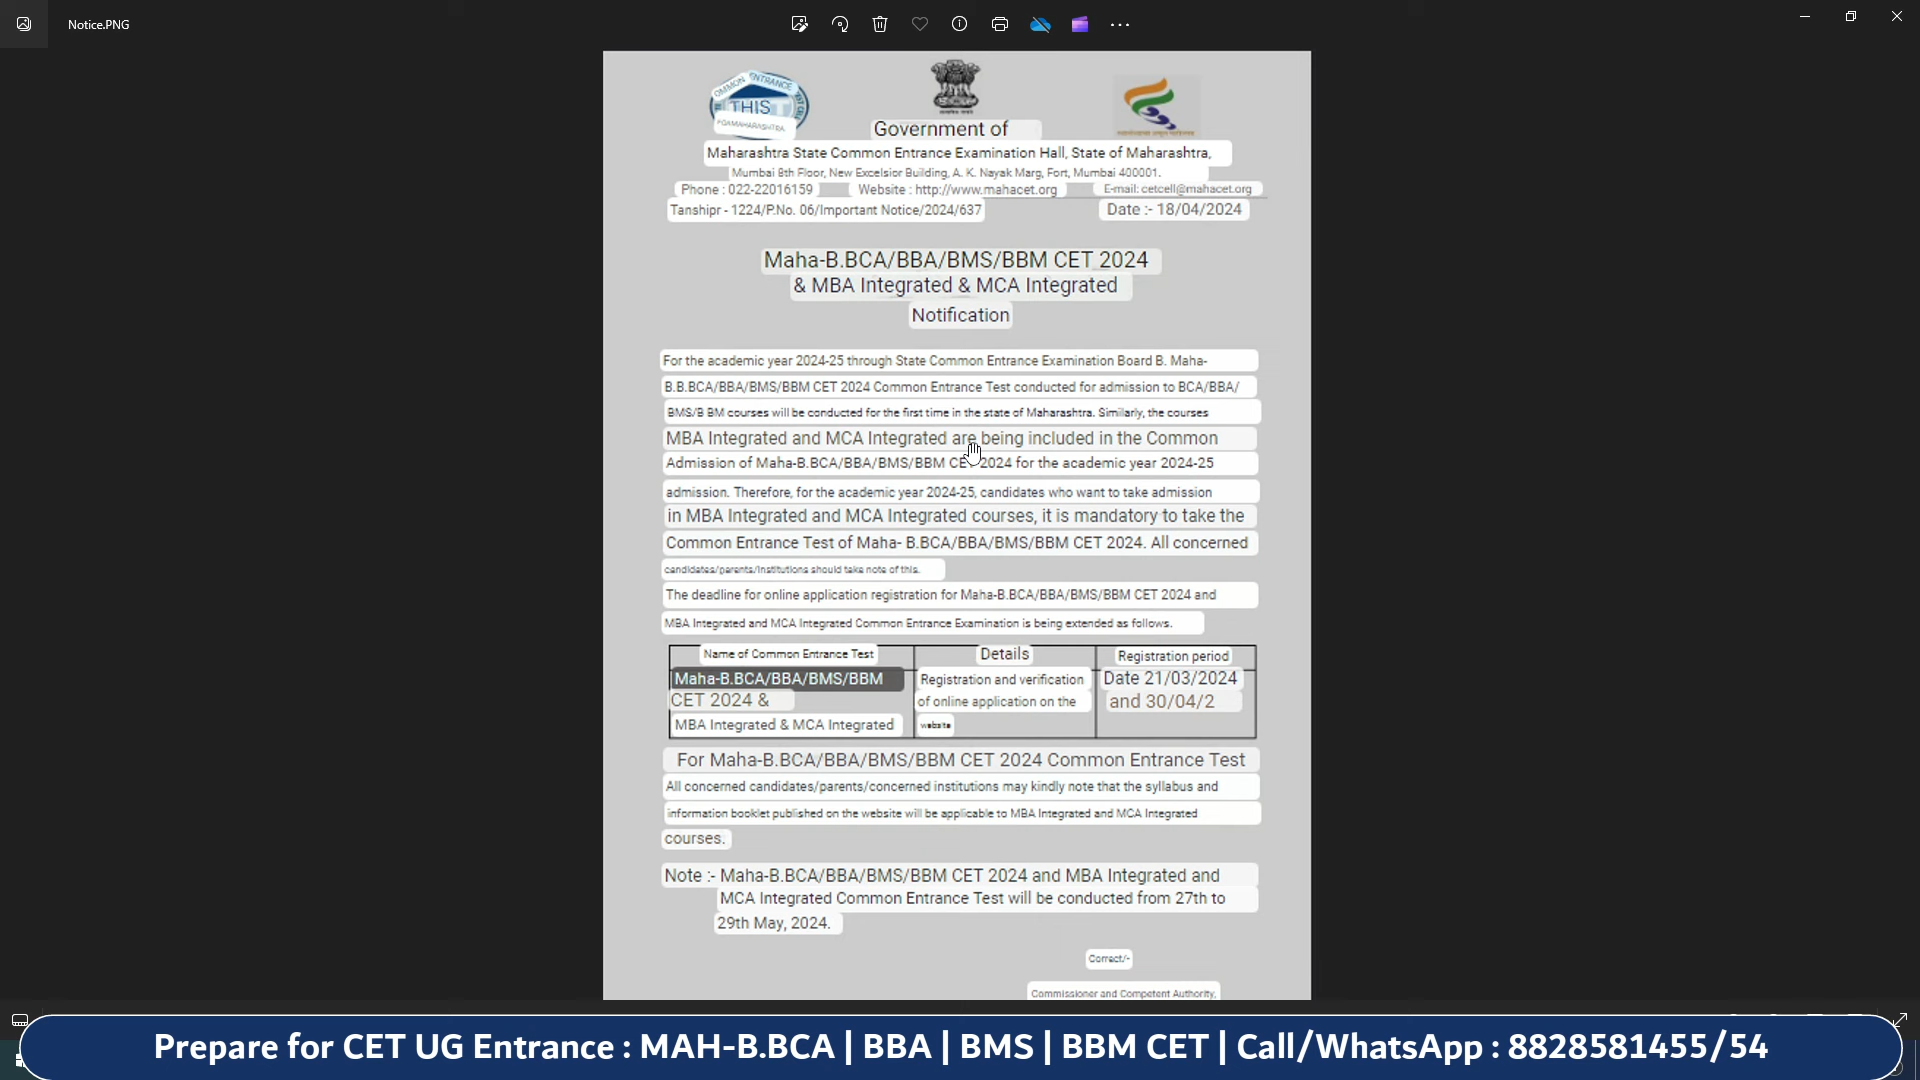 Notice.PNG
OMMON ENTRANCE
THIS
Government of
Maharashtra State Common Entrance Examination Hall, State of Maharashtra,
Mumbai 8th Floor, New Excelsior Building, A. K. Nayak Marg, Fort, Mumbai 400001.
Phone : 022-22016159 Website : http://www.mahacet.org E-mail: cetcell@mahacet.org
Tanshipr - 1224/P.No. 06/Important Notice/2024/637 Date :- 18/04/2024
Maha-B.BCA/BBA/BMS/BBM CET 2024
& MBA Integrated & MCA Integrated
Notification
For the academic year 2024-25 through State Common Entrance Examination Board B. Maha-
B.B.BCA/BBA/BMS/BBM CET 2024 Common Entrance Test conducted for admission to BCA/BBA/
BMS/B BM courses will be conducted for the first time in the state of Maharashtra. Similarly, the courses
MBA Integrated and MCA Integrated are being included in the Common
Admission of Maha-B.BCA/BBA/BMS/BBM CET 2024 for the academic year 2024-25
admission. Therefore, for the academic year 2024-25, candidates who want to take admission
in MBA Integrated and MCA Integrated courses, it is mandatory to take the
Common Entrance Test of Maha- B.BCA/BBA/BMS/BBM CET 2024. All concerned
candidates/parents/institutions should take note of this.
The deadline for online application registration for Maha-B.BCA/BBA/BMS/BBM CET 2024 and
MBA Integrated and MCA Integrated Common Entrance Examination is being extended as follows.
Name of Common Entrance Test Details Registration period
Maha-B.BCA/BBA/BMS/BBM Registration and verification Date 21/03/2024
CET 2024 & of online application on the and 30/04/2
MBA Integrated & MCA Integrated website
For Maha-B.BCA/BBA/BMS/BBM CET 2024 Common Entrance Test
All concerned candidates/parents/concerned institutions may kindly note that the syllabus and
information booklet published on the website will be applicable to MBA Integrated and MCA Integrated
courses.
Note :- Maha-B.BCA/BBA/BMS/BBM CET 2024 and MBA Integrated and
MCA Integrated Common Entrance Test will be conducted from 27th to
29th May, 2024.
Correct/-
Commissioner and Competent Authority,
Prepare for CET UG Entrance : MAH-B.BCA | BBA | BMS | BBM CET | Call/WhatsApp : 8828581455/54